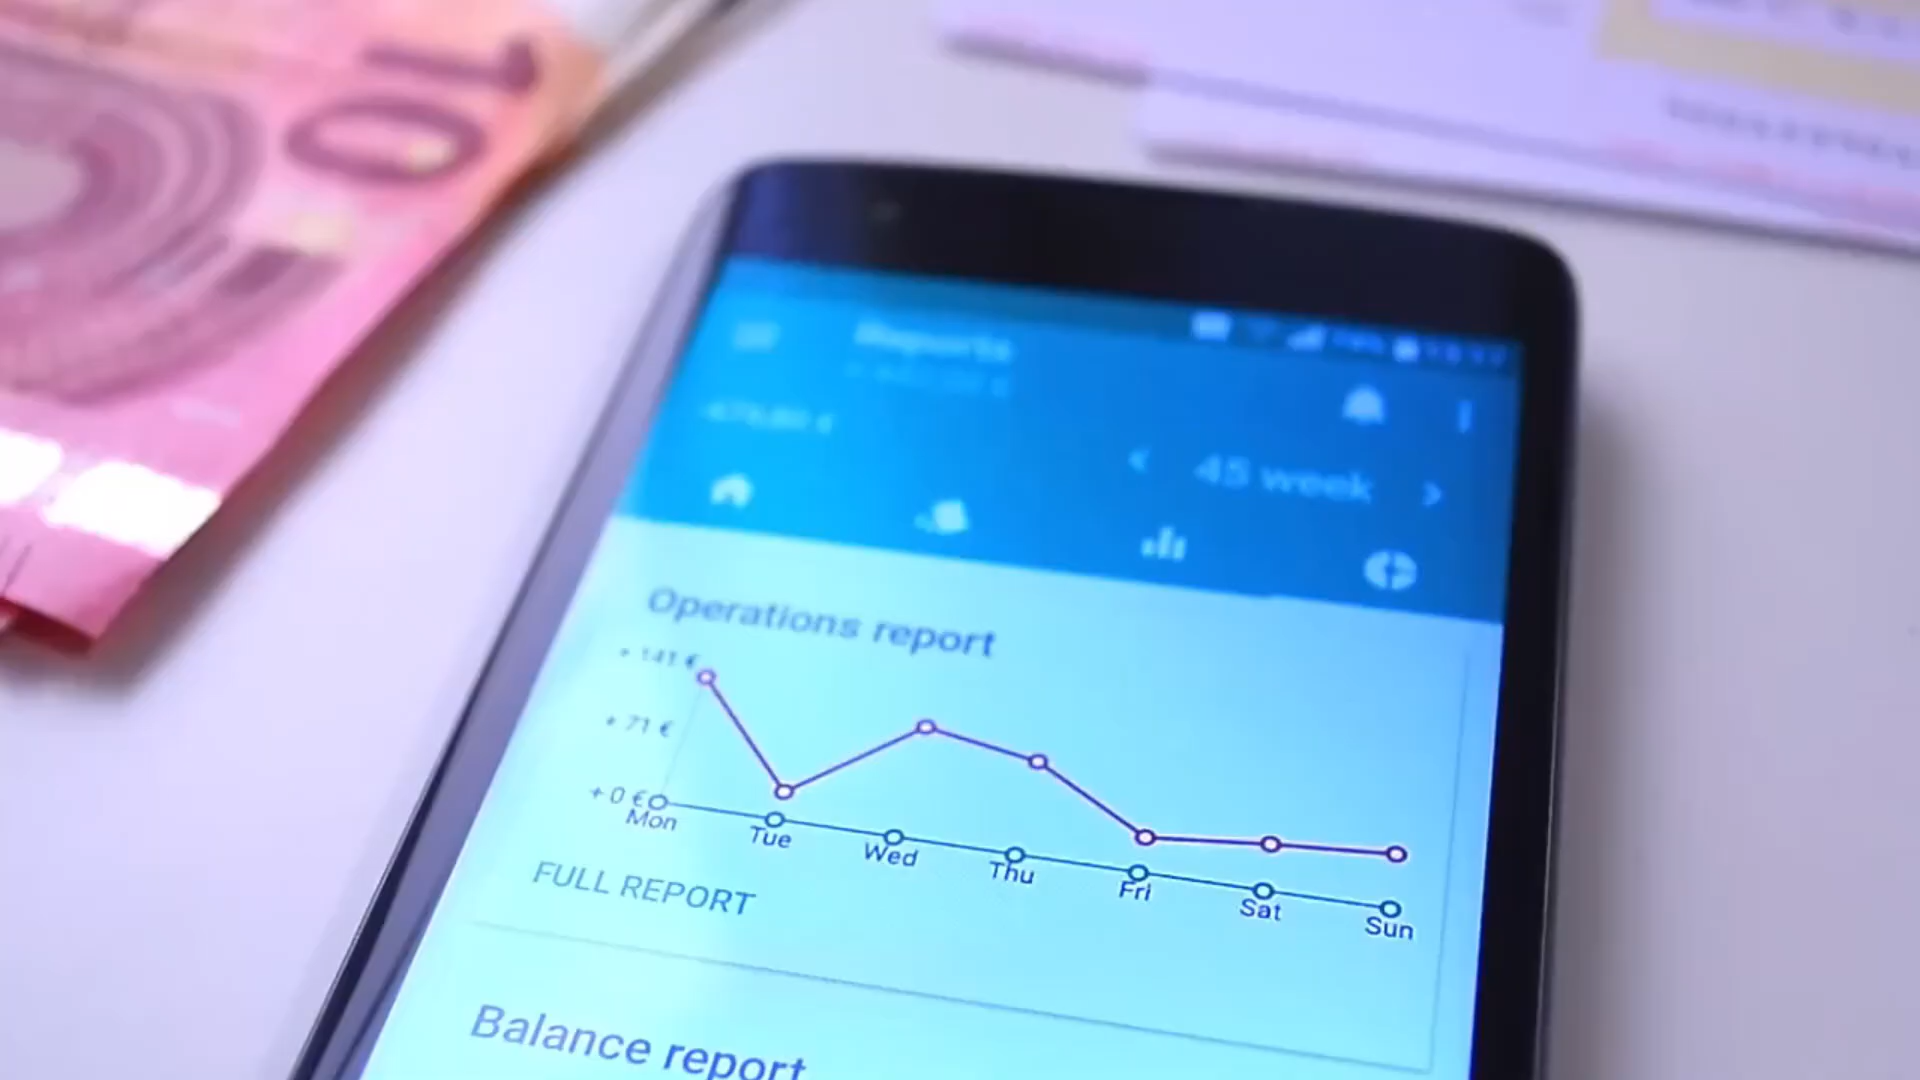 10
Reports
45 week
Operations report
+ 141 €
+ 71 €
+ 0 €
Mon Tue Wed Thu Fri Sat Sun
FULL REPORT
Balance report